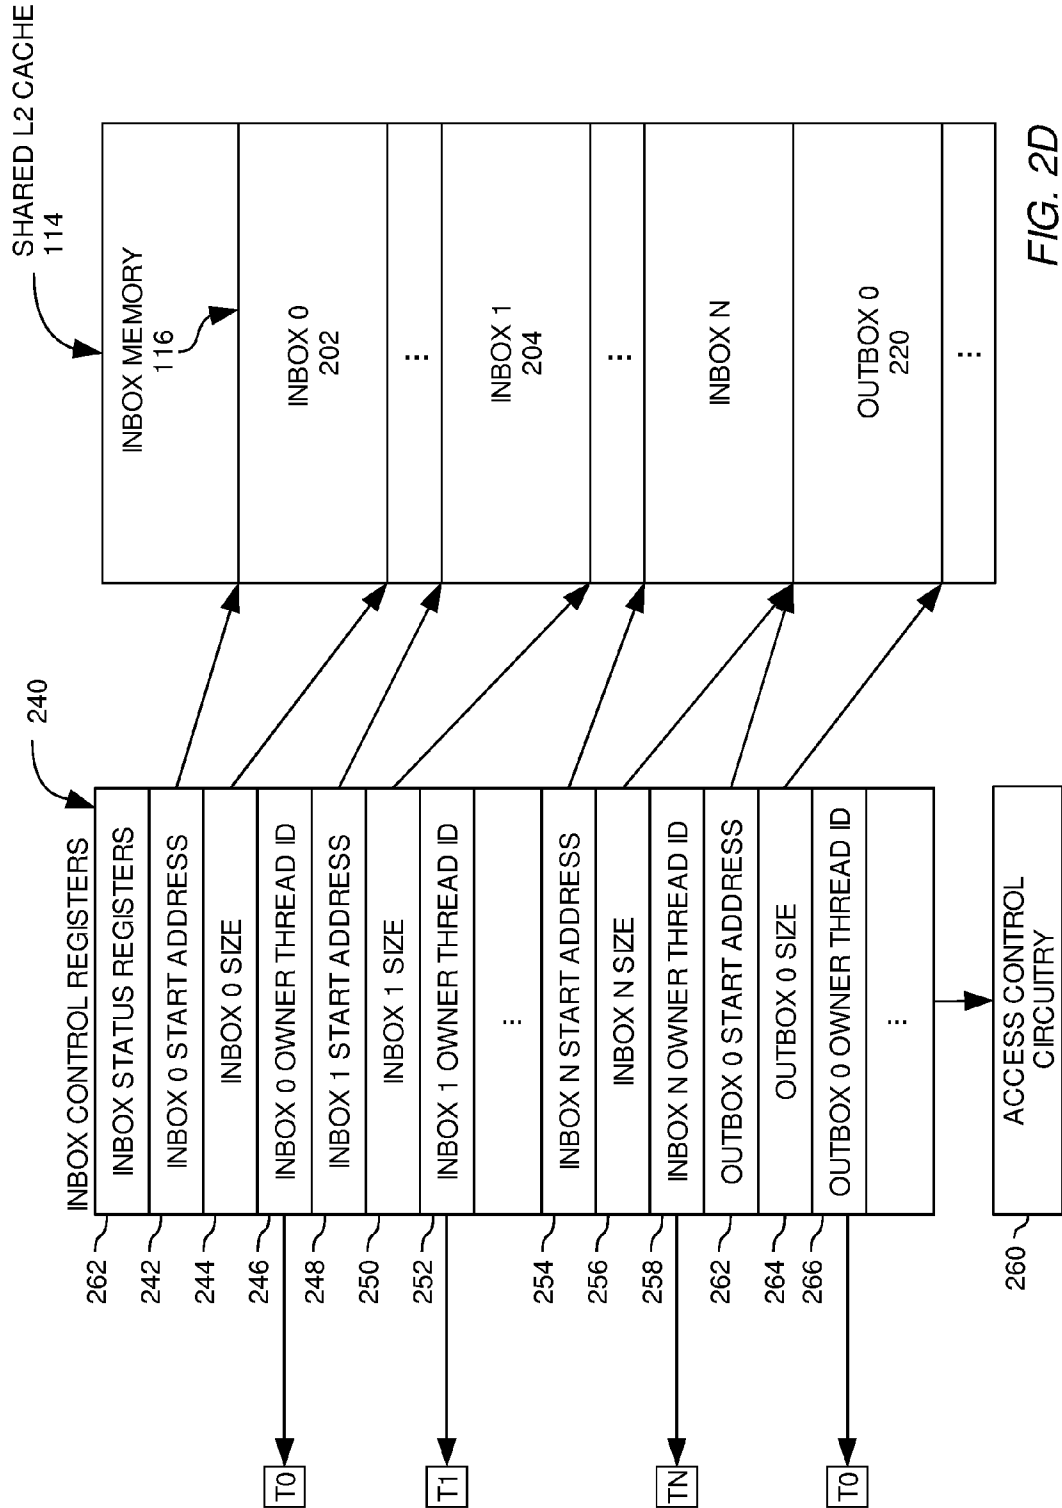 SHARED L2 CACHE
114
INBOX MEMORY
116
INBOX 0
202
...
INBOX 1
204
...
INBOX N
OUTBOX 0
220
...
240
INBOX CONTROL REGISTERS
262
INBOX STATUS REGISTERS
242
INBOX 0 START ADDRESS
244
INBOX 0 SIZE
246
INBOX 0 OWNER THREAD ID
T0
248
INBOX 1 START ADDRESS
250
INBOX 1 SIZE
252
INBOX 1 OWNER THREAD ID
T1
...
254
INBOX N START ADDRESS
256
INBOX N SIZE
258
INBOX N OWNER THREAD ID
TN
262
OUTBOX 0 START ADDRESS
264
OUTBOX 0 SIZE
266
OUTBOX 0 OWNER THREAD ID
T0
...
260
ACCESS CONTROL
CIRCUITRY
FIG. 2D